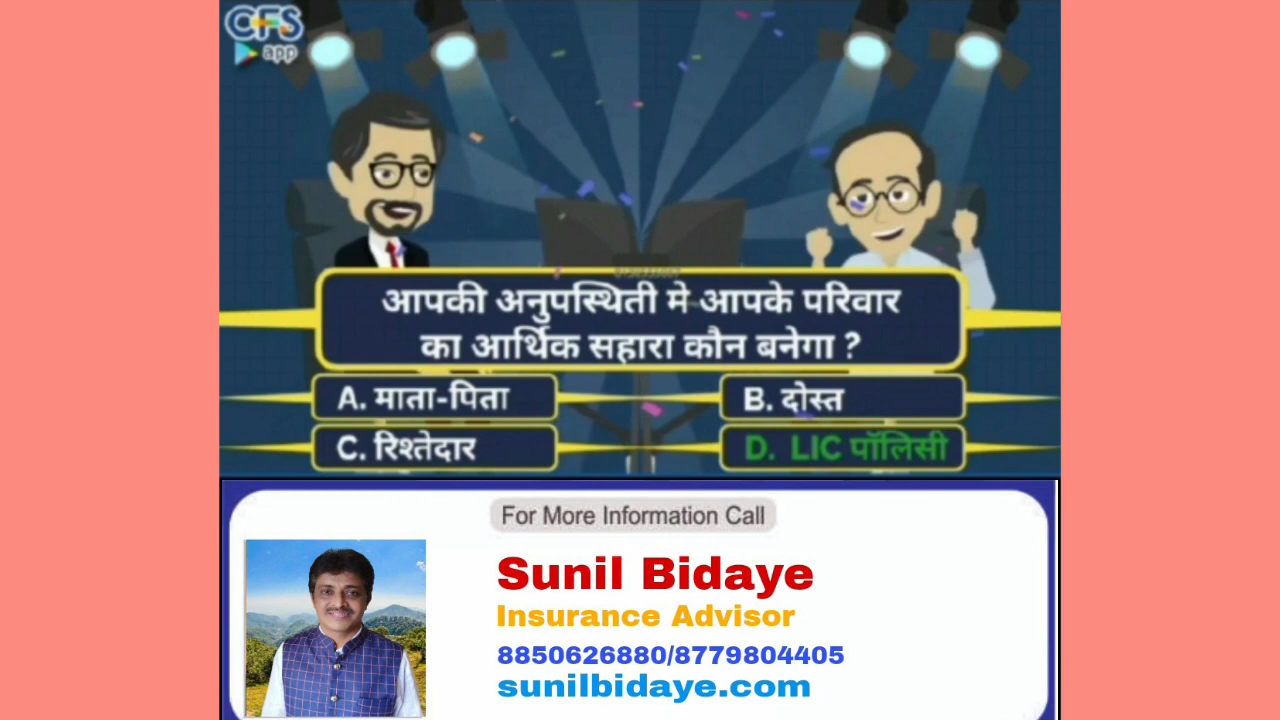 CFS
app
आपकी अनुपस्थिती मे आपके परिवार
का आर्थिक सहारा कौन बनेगा ?
A. माता-पिता
B. दोस्त
C. रिश्तेदार
D. LIC पॉलिसी
For More Information Call
Sunil Bidaye
Insurance Advisor
8850626880/8779804405
sunilbidaye.com